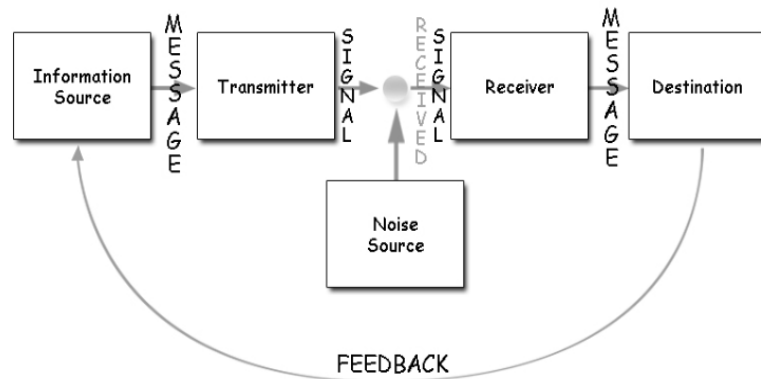 Information
Source
MESSAGE
Transmitter
SIGNAL
RECEIVED
SIGNAL
Receiver
MESSAGE
Destination
Noise
Source
FEEDBACK